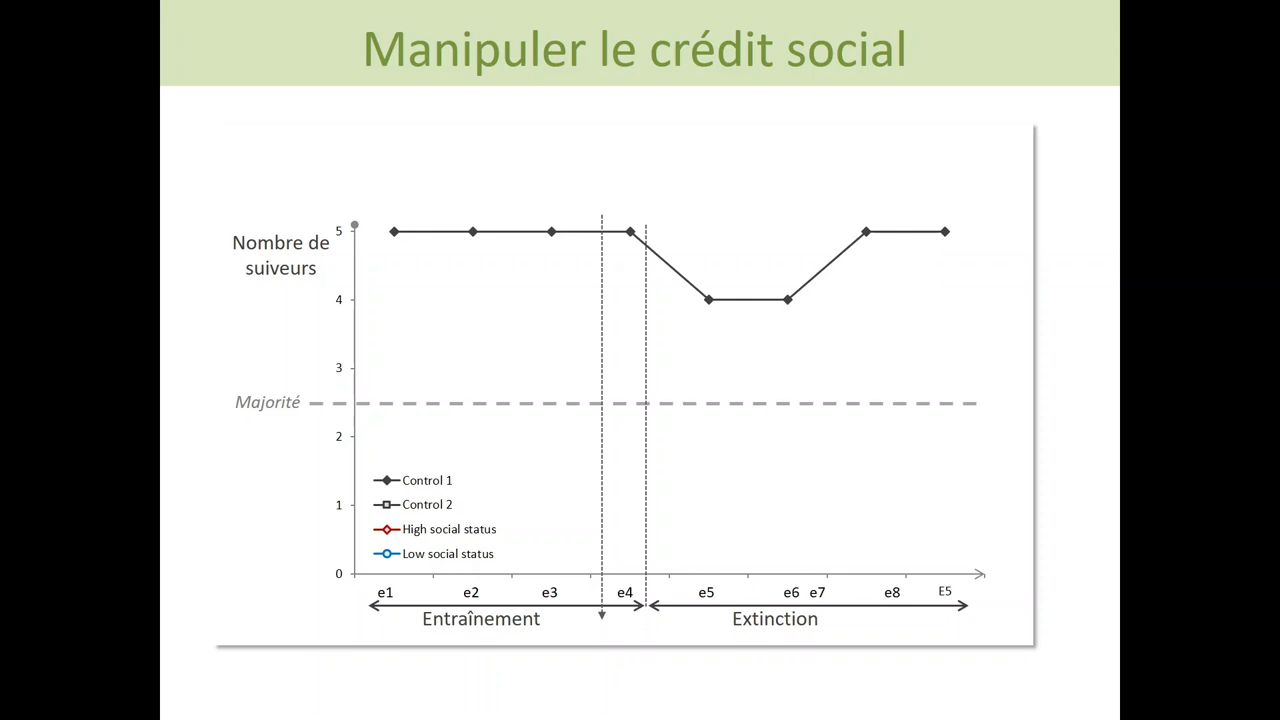 Manipuler le crédit social
Nombre de
suiveurs
5
4
3
Majorité
2
1
0
Control 1
Control 2
High social status
Low social status
e1 e2 e3 e4 e5 e6 e7 e8 E5
Entraînement Extinction